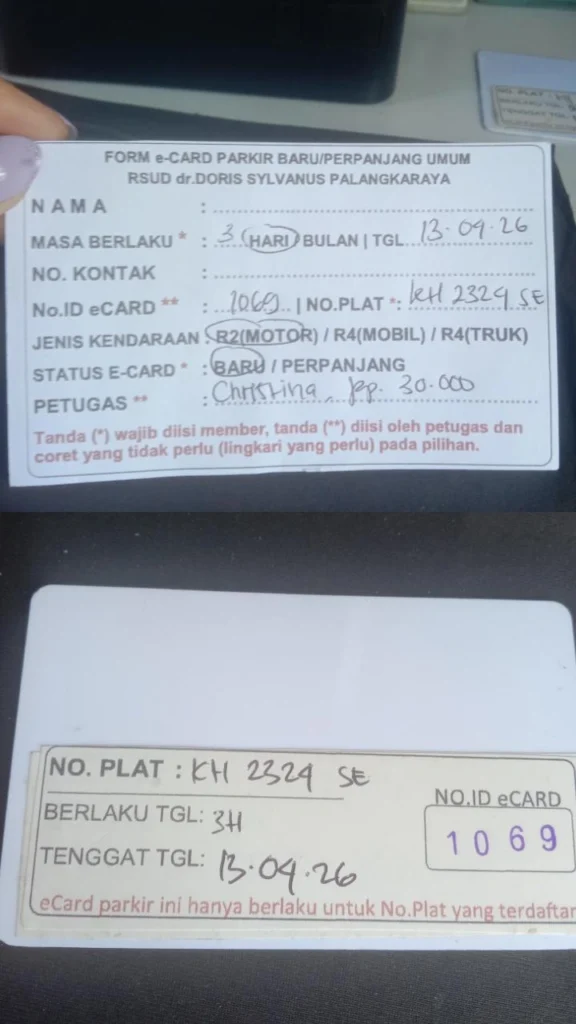 FORM e-CARD PARKIR BARU/PERPANJANG UMUM
RSUD dr.DORIS SYLVANUS PALANGKARAYA
NAMA :
MASA BERLAKU * : 3 HARI/BULAN | TGL 13.09.26
NO. KONTAK :
No.ID eCARD ** : 1069 | NO.PLAT *: KH 2324 SE
JENIS KENDARAAN : R2(MOTOR) / R4(MOBIL) / R4(TRUK)
STATUS E-CARD * : BARU / PERPANJANG
PETUGAS ** : Christina, Rp. 30.000
Tanda (*) wajib diisi member, tanda (**) diisi oleh petugas dan
coret yang tidak perlu (lingkari yang perlu) pada pilihan.
NO. PLAT : KH 2324 SE
BERLAKU TGL: 3H
TENGGAT TGL: 13.09.26
NO.ID eCARD
1069
eCard parkir ini hanya berlaku untuk No.Plat yang terdaftar